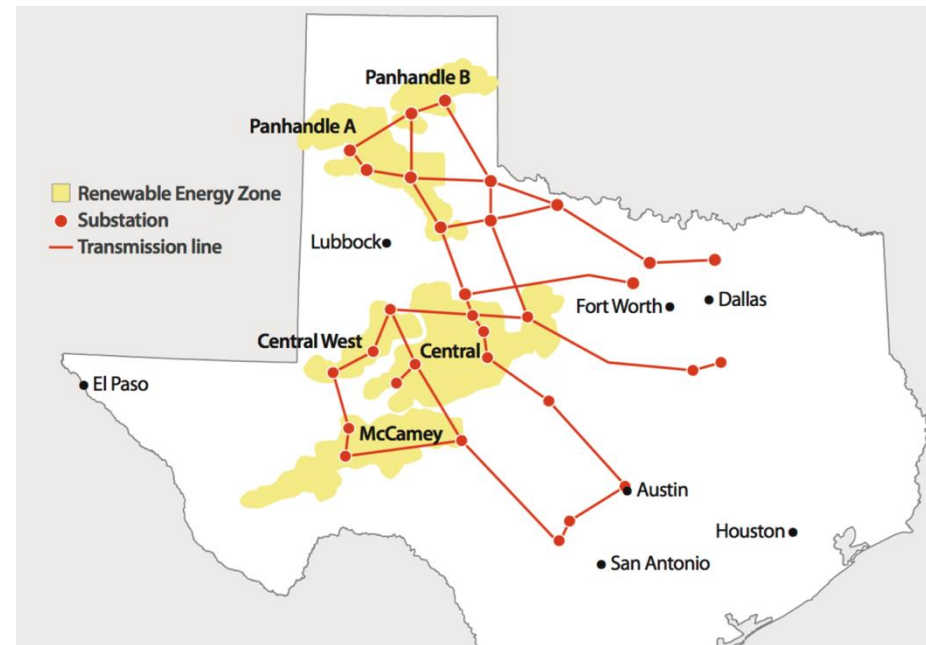 Panhandle B
Panhandle A
Renewable Energy Zone
Substation
Transmission line
Lubbock
Fort Worth
Dallas
Central West
Central
El Paso
McCamey
Austin
Houston
San Antonio